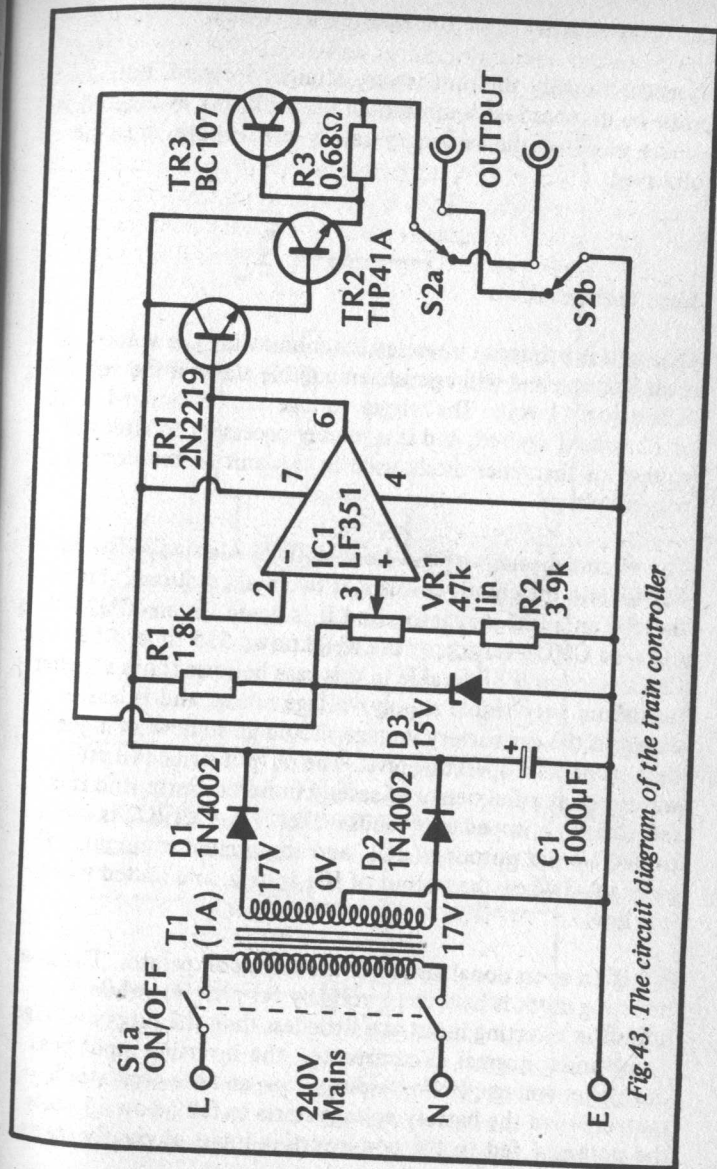 S1a
ON/OFF
T1
(1A)
D1
1N4002
17V
0V
17V
D2
1N4002
L
240V
Mains
N
E
C1
1000µF
+
D3
15V
R1
1.8k
2
3
−
+
IC1
LF351
7
6
4
VR1
47k
lin
R2
3.9k
TR1
2N2219
TR2
TIP41A
TR3
BC107
R3
0.68Ω
S2a
S2b
OUTPUT
Fig.43. The circuit diagram of the train controller